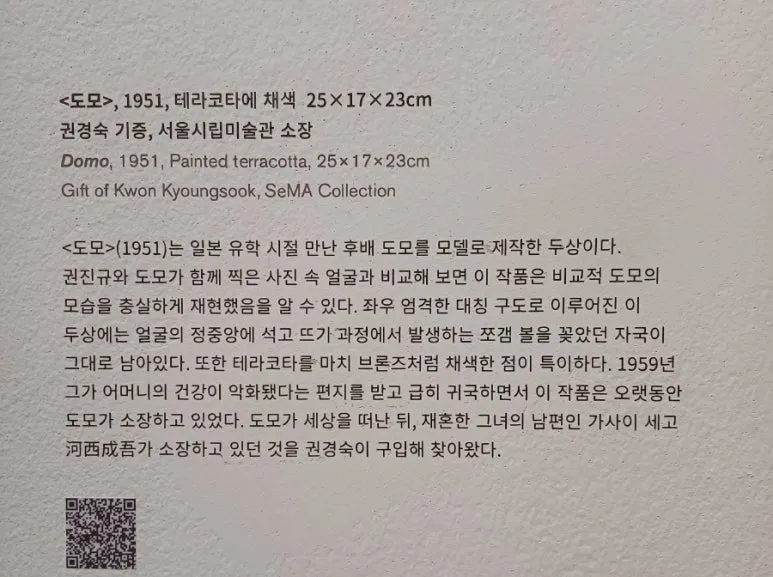 <도모>, 1951, 테라코타에 채색 25×17×23cm
권경숙 기증, 서울시립미술관 소장
Domo, 1951, Painted terracotta, 25×17×23cm
Gift of Kwon Kyoungsook, SeMA Collection
<도모>(1951)는 일본 유학 시절 만난 후배 도모를 모델로 제작한 두상이다.
권진규와 도모가 함께 찍은 사진 속 얼굴과 비교해 보면 이 작품은 비교적 도모의
모습을 충실하게 재현했음을 알 수 있다. 좌우 엄격한 대칭 구도로 이루어진 이
두상에는 얼굴의 정중앙에 석고 뜨기 과정에서 발생하는 쪼갬 볼을 꽂았던 자국이
그대로 남아있다. 또한 테라코타를 마치 브론즈처럼 채색한 점이 특이하다. 1959년
그가 어머니의 건강이 악화됐다는 편지를 받고 급히 귀국하면서 이 작품은 오랫동안
도모가 소장하고 있었다. 도모가 세상을 떠난 뒤, 재혼한 그녀의 남편인 가사이 세고
河西成吾가 소장하고 있던 것을 권경숙이 구입해 찾아왔다.